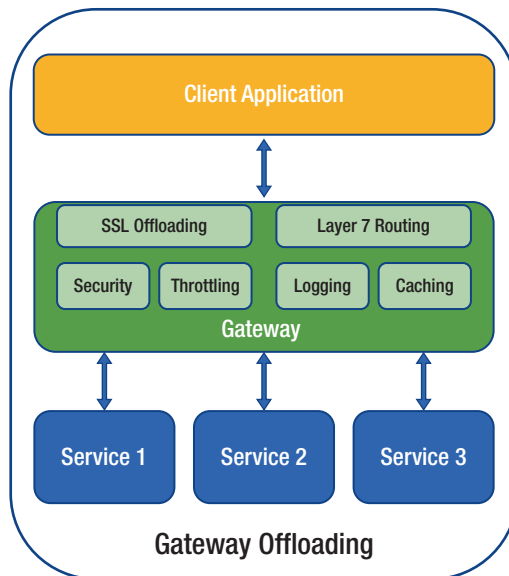 Client Application
SSL Offloading
Layer 7 Routing
Security
Throttling
Logging
Caching
Gateway
Service 1
Service 2
Service 3
Gateway Offloading